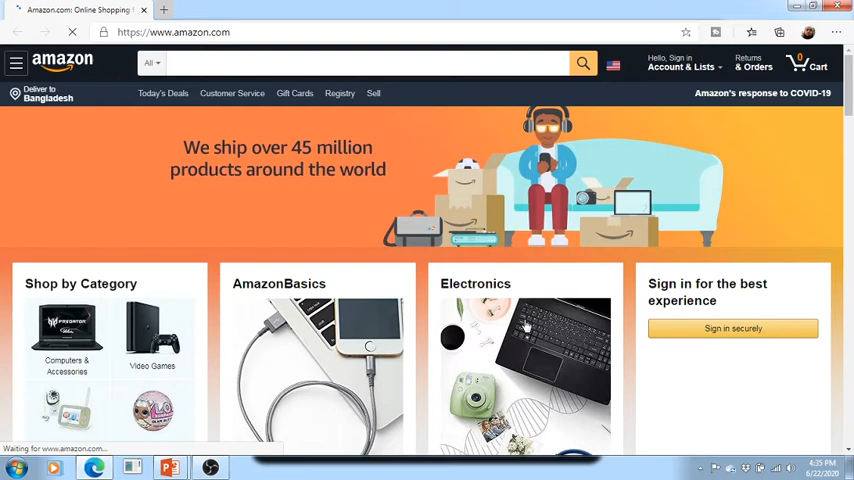 Amazon.com: Online Shopping f
https://www.amazon.com
amazon
All
Hello, Sign in
Account & Lists
Returns
& Orders
0
Cart
Deliver to
Bangladesh
Today's Deals
Customer Service
Gift Cards
Registry
Sell
Amazon's response to COVID-19
We ship over 45 million
products around the world
Shop by Category
PREDATOR
Computers &
Accessories
Video Games
AmazonBasics
Electronics
Sign in for the best
experience
Sign in securely
Waiting for www.amazon.com...
4:35 PM
6/22/2020